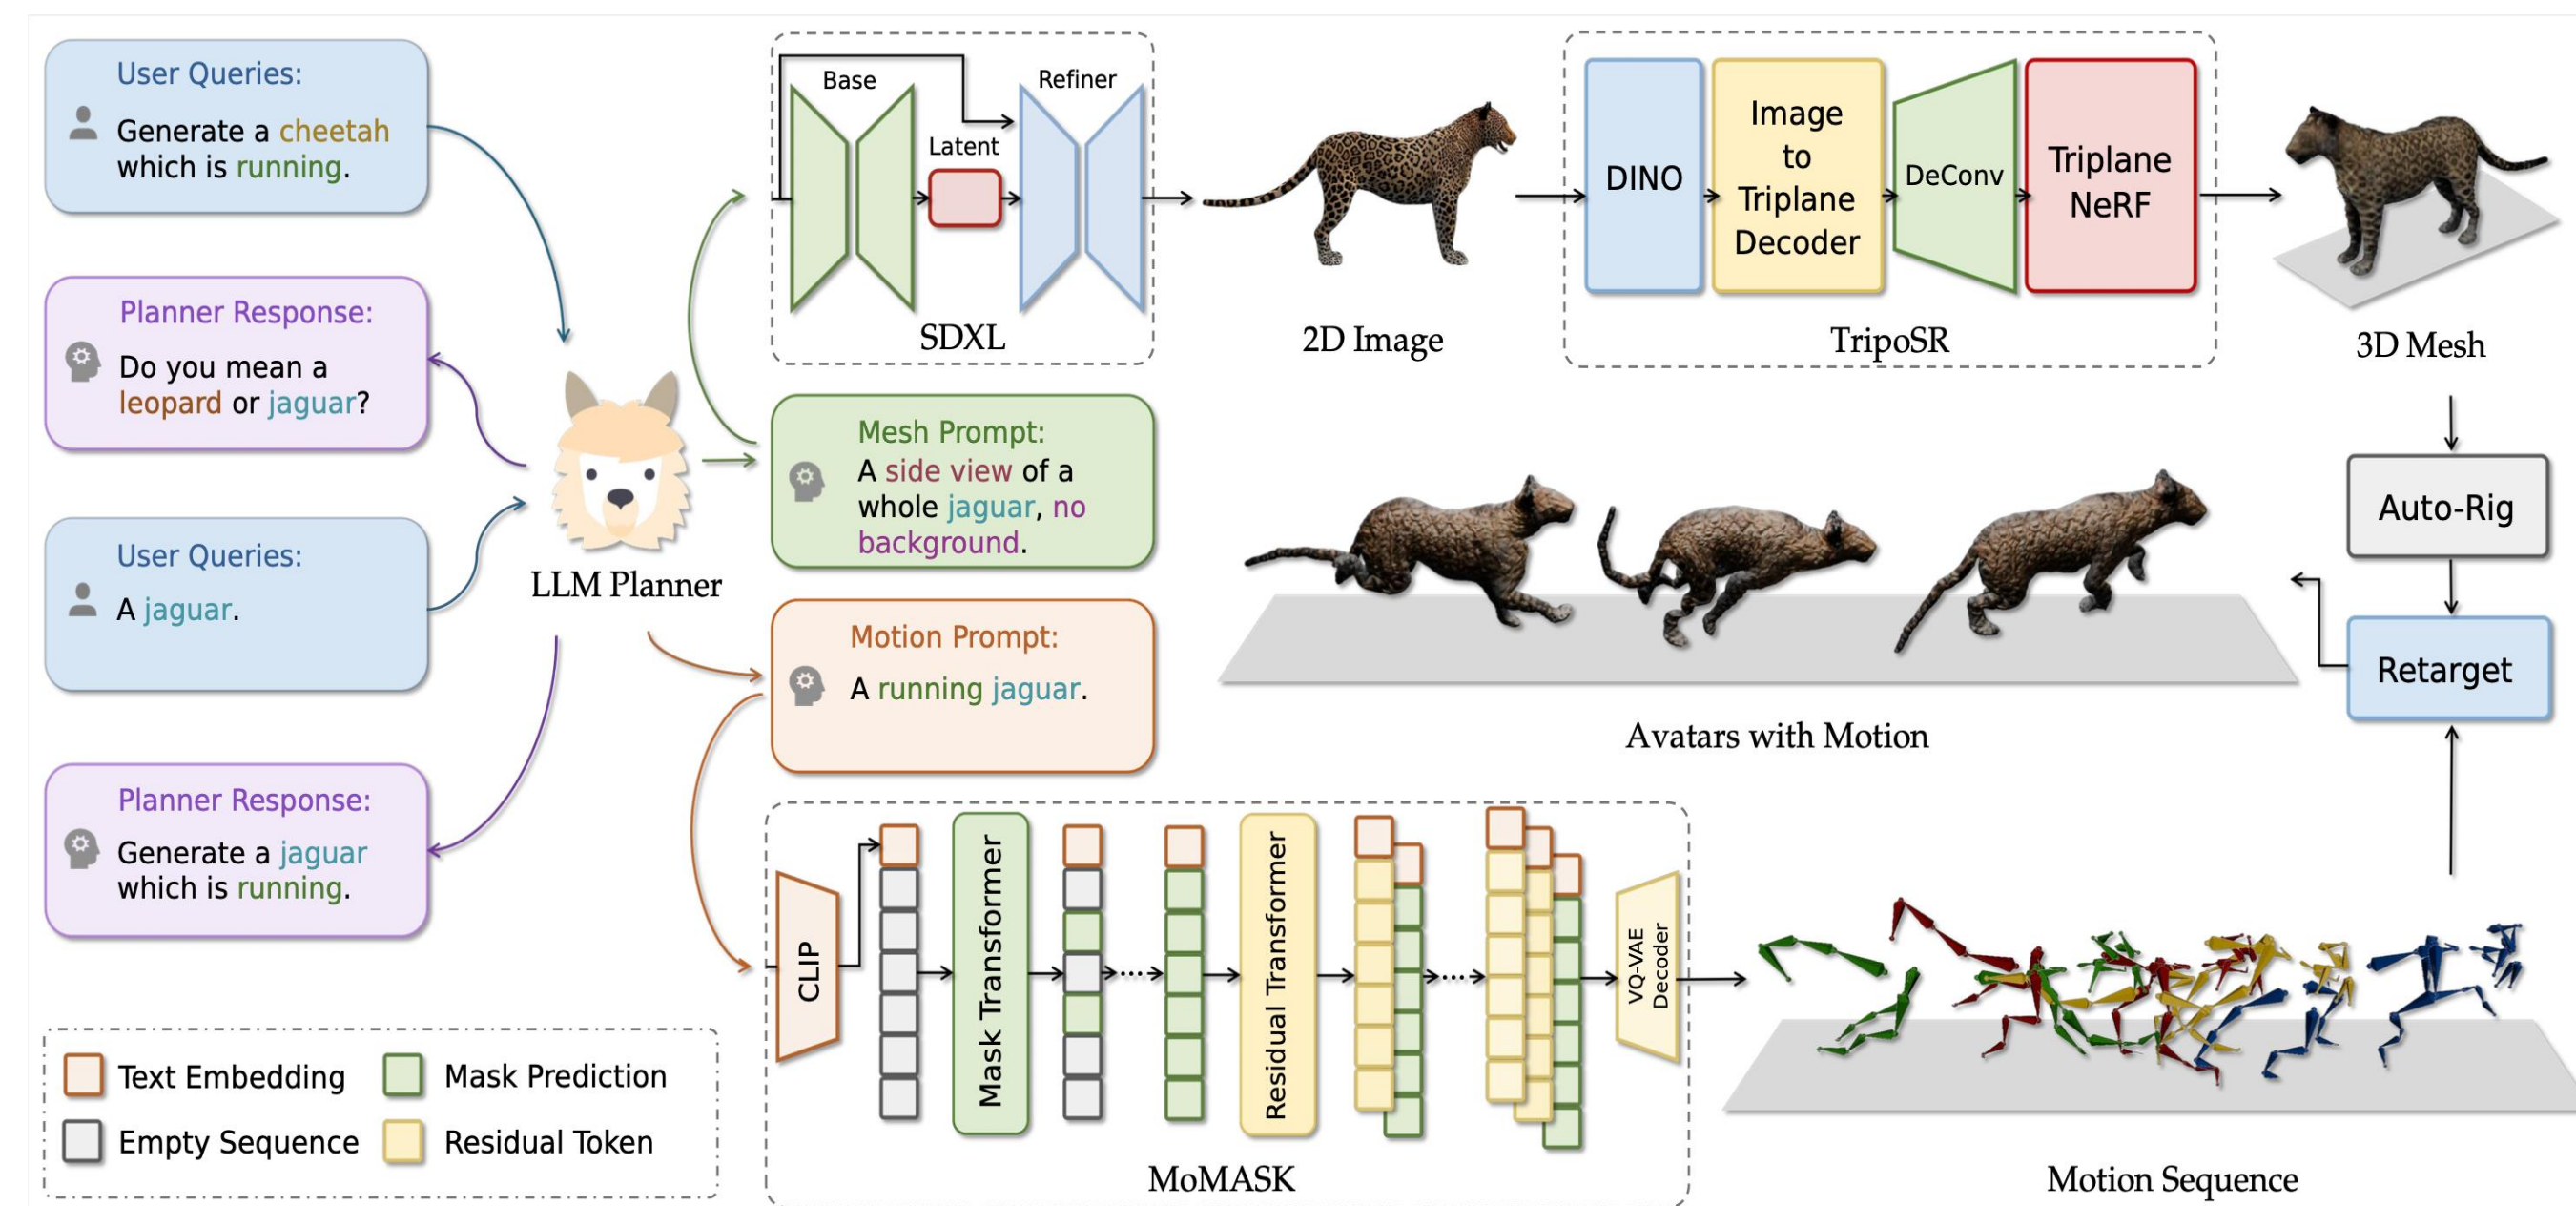 User Queries:
Generate a cheetah
which is running.
Planner Response:
Do you mean a
leopard or jaguar?
User Queries:
A jaguar.
Planner Response:
Generate a jaguar
which is running.
LLM Planner
Base
Refiner
Latent
SDXL
2D Image
DINO
Image
to
Triplane
Decoder
DeConv
Triplane
NeRF
TripoSR
3D Mesh
Mesh Prompt:
A side view of a
whole jaguar, no
background.
Motion Prompt:
A running jaguar.
Auto-Rig
Retarget
Avatars with Motion
CLIP
Mask Transformer
Residual Transformer
VQ-VAE
Decoder
MoMASK
Motion Sequence
Text Embedding
Mask Prediction
Empty Sequence
Residual Token